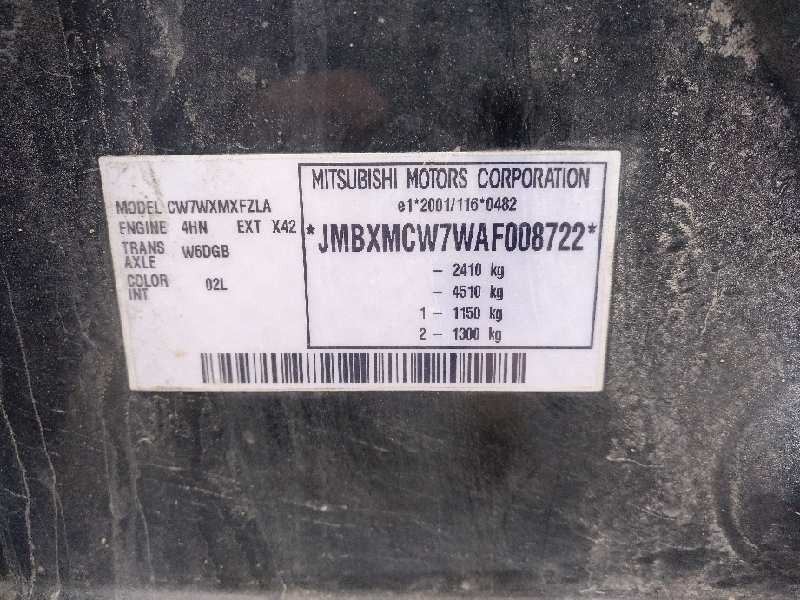 MODEL CW7WXMXFZLA
ENGINE 4HN EXT X42
TRANS AXLE W6DGB
COLOR INT 02L
MITSUBISHI MOTORS CORPORATION
e1*2001/116*0482
*JMBXMCW7WAF008722*
- 2410 kg
- 4510 kg
1 - 1150 kg
2 - 1300 kg